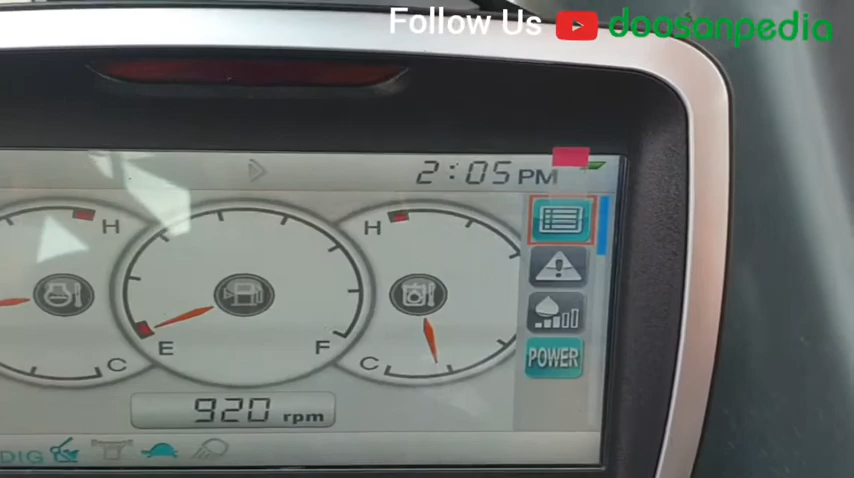 Follow Us doosanpedia
2:05 PM
H H
E F
C C
POWER
920 rpm
DIG